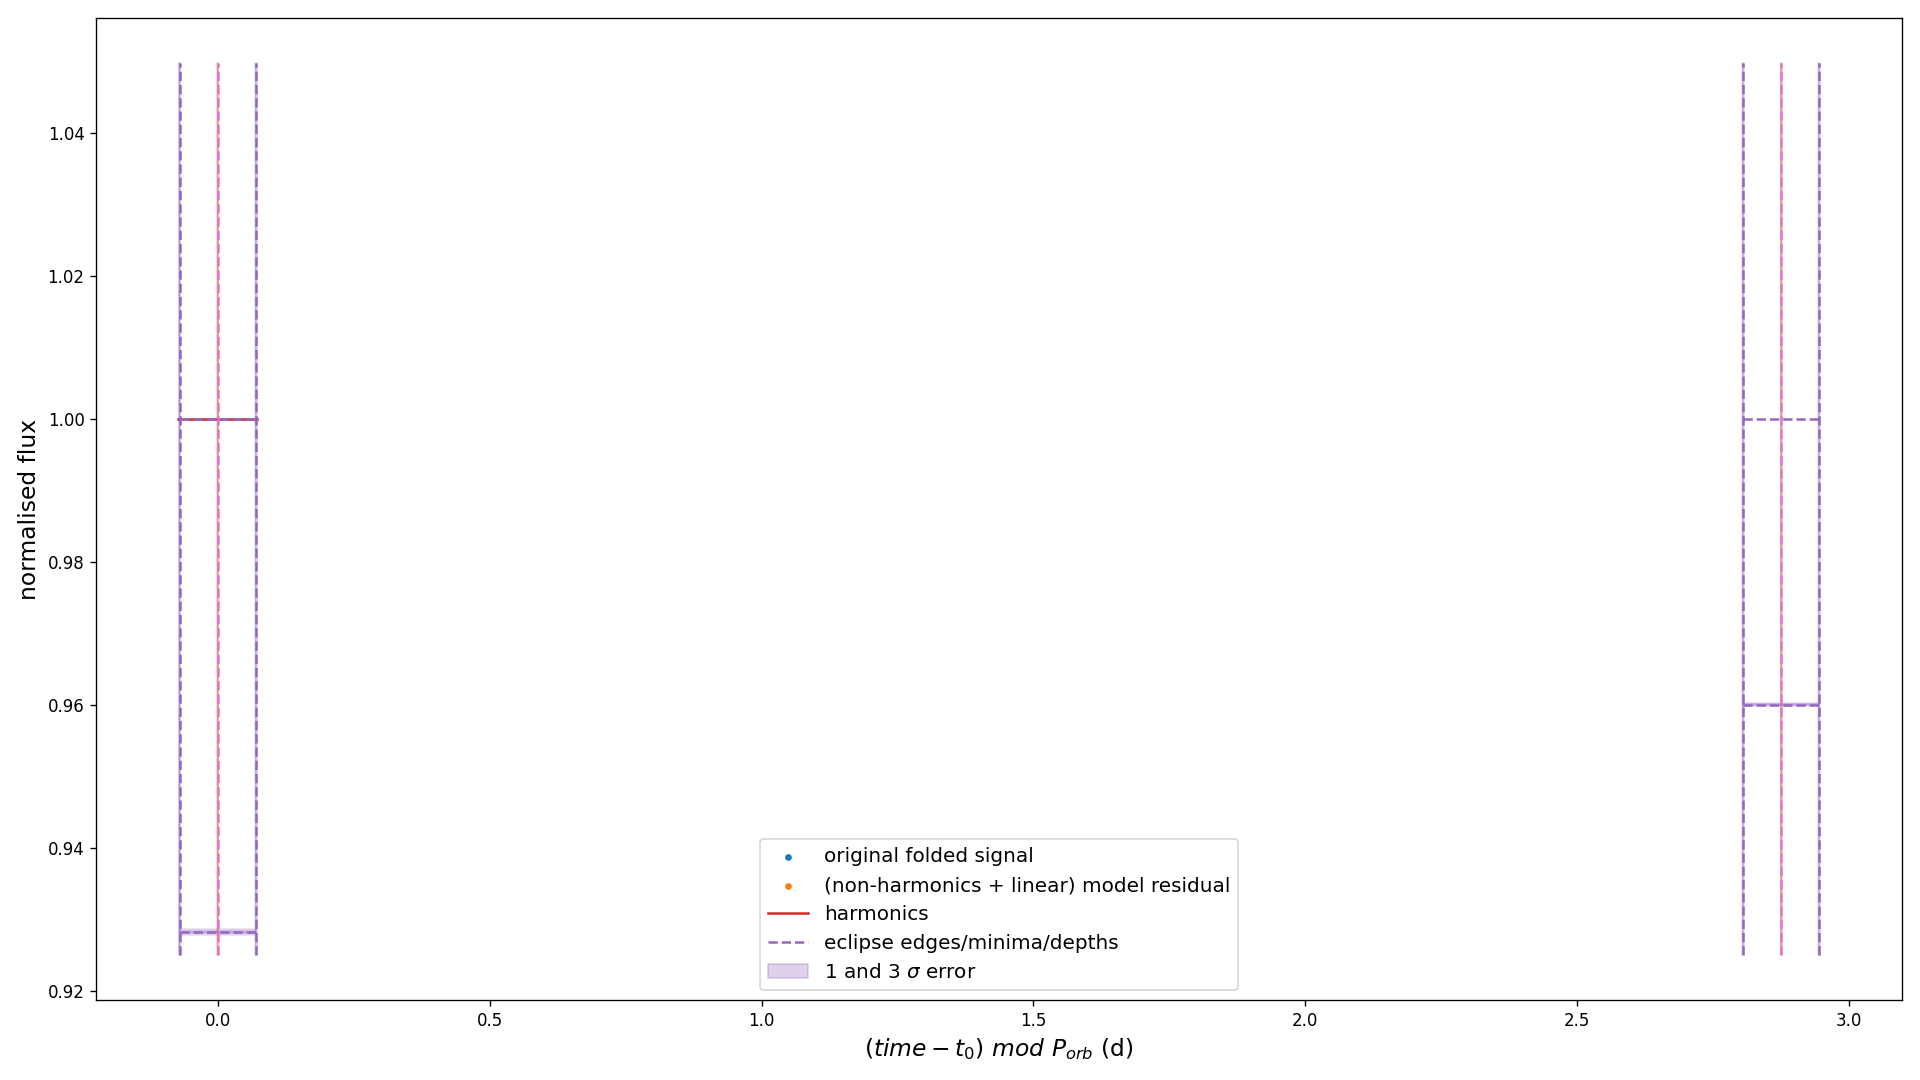 1.04
1.02
1.00
0.98
0.96
0.94
0.92
normalised flux
original folded signal
(non-harmonics + linear) model residual
harmonics
eclipse edges/minima/depths
1 and 3 σ error
0.0 0.5 1.0 1.5 2.0 2.5 3.0
(time − t₀) mod Pₒᵣb (d)